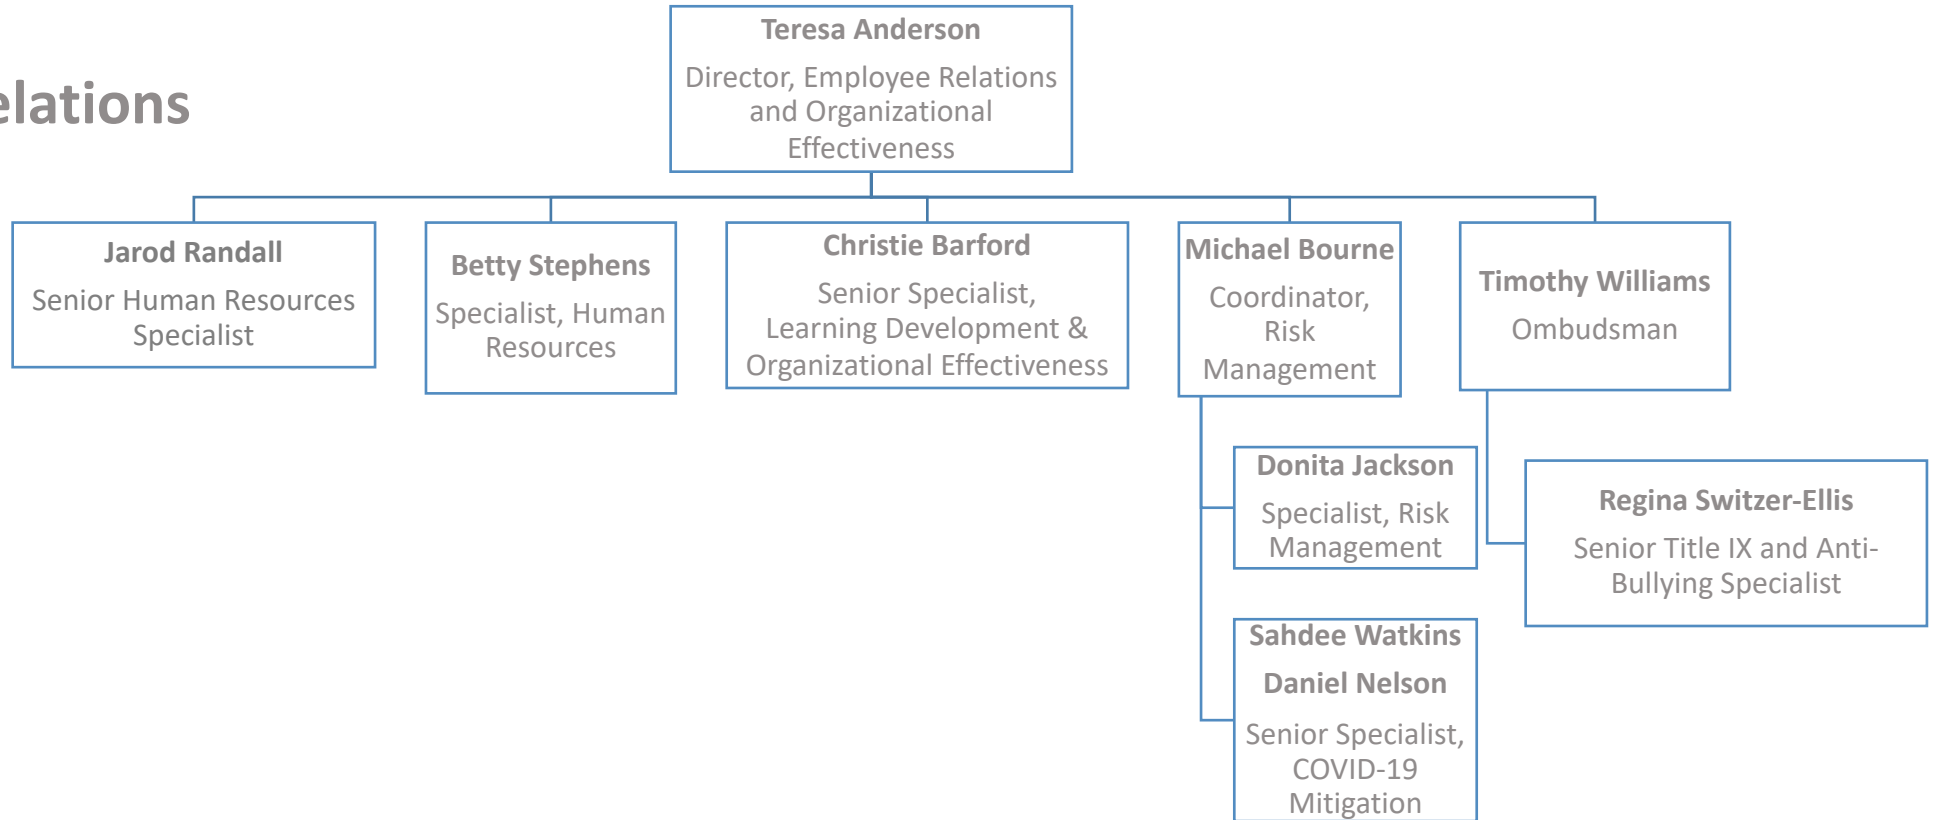 elations
Teresa Anderson
Director, Employee Relations
and Organizational
Effectiveness
Jarod Randall
Senior Human Resources
Specialist
Betty Stephens
Specialist, Human
Resources
Christie Barford
Senior Specialist,
Learning Development &
Organizational Effectiveness
Michael Bourne
Coordinator,
Risk
Management
Timothy Williams
Ombudsman
Donita Jackson
Specialist, Risk
Management
Regina Switzer-Ellis
Senior Title IX and Anti-
Bullying Specialist
Sahdee Watkins
Daniel Nelson
Senior Specialist,
COVID-19
Mitigation